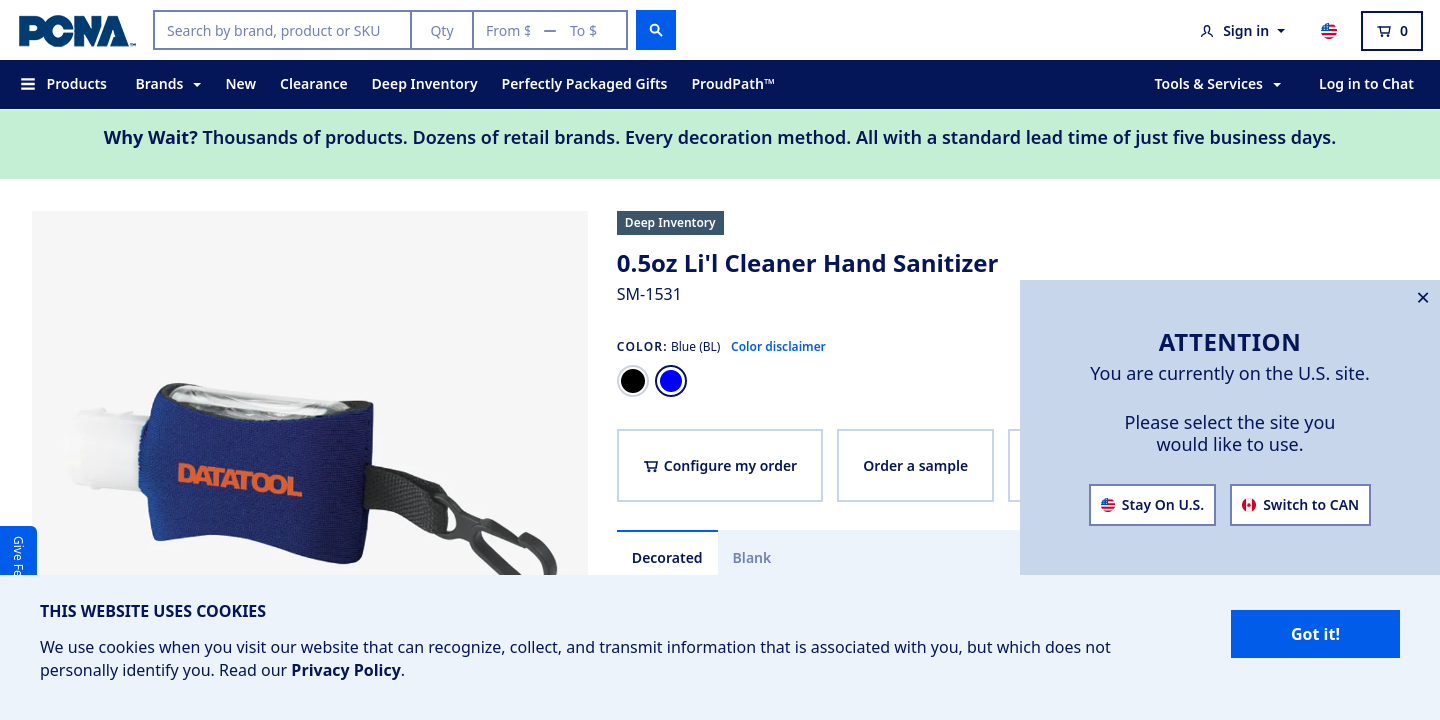 PCNA™
Search by brand, product or SKU
Qty
From $
To $
Sign in
0
Products
Brands
New
Clearance
Deep Inventory
Perfectly Packaged Gifts
ProudPath™
Tools & Services
Log in to Chat
Why Wait? Thousands of products. Dozens of retail brands. Every decoration method. All with a standard lead time of just five business days.
Deep Inventory
0.5oz Li'l Cleaner Hand Sanitizer
SM-1531
COLOR: Blue (BL) Color disclaimer
Configure my order
Order a sample
Decorated
Blank
DATATOOL
Give Fe
ATTENTION
You are currently on the U.S. site.
Please select the site you
would like to use.
Stay On U.S.
Switch to CAN
THIS WEBSITE USES COOKIES
We use cookies when you visit our website that can recognize, collect, and transmit information that is associated with you, but which does not
personally identify you. Read our Privacy Policy.
Got it!